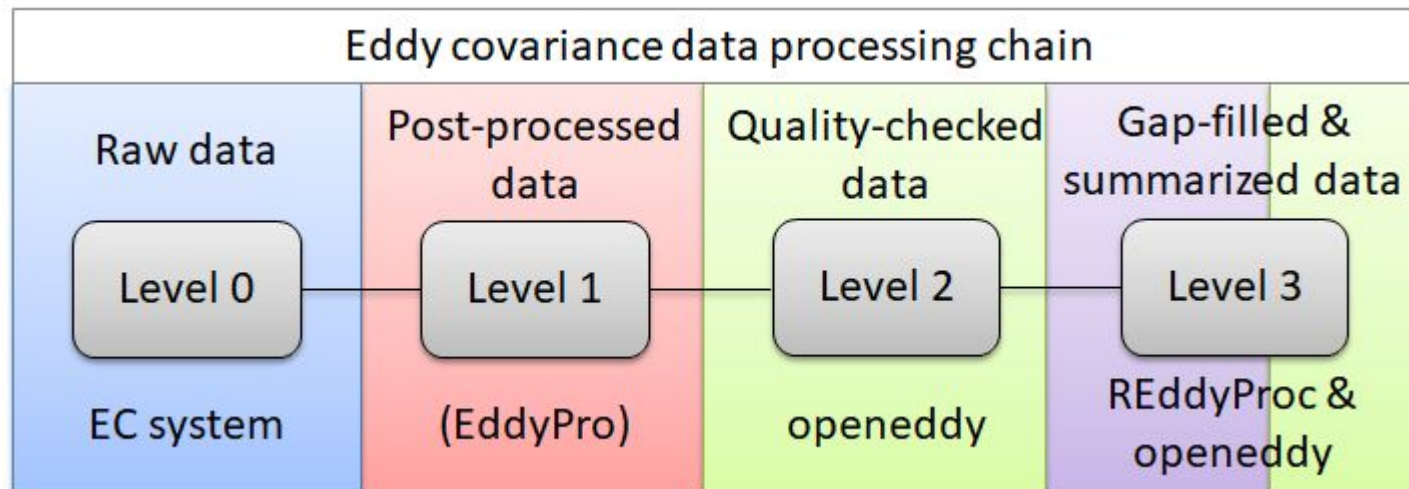 Eddy covariance data processing chain
Raw data
Post-processed
data
Quality-checked
data
Gap-filled &
summarized data
Level 0
Level 1
Level 2
Level 3
EC system
(EddyPro)
openeddy
REddyProc &
openeddy